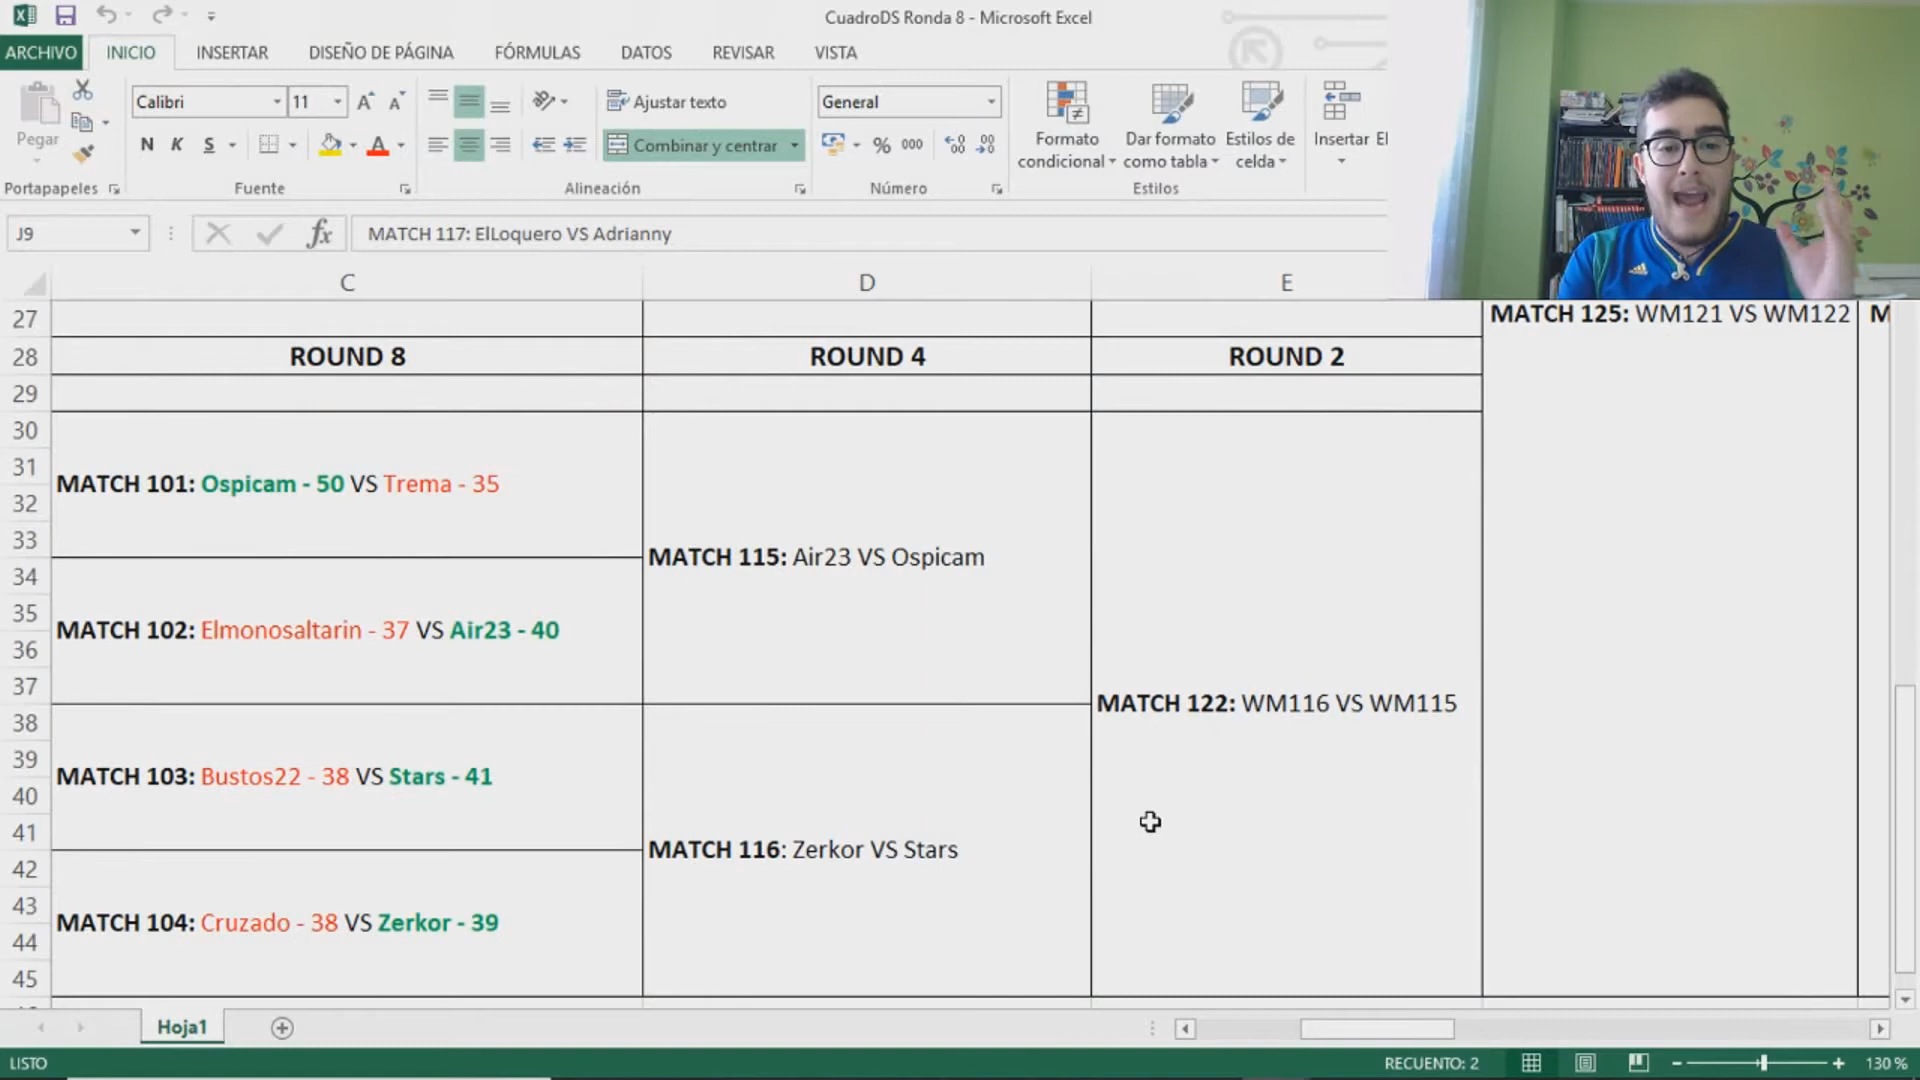 CuadroDS Ronda 8 - Microsoft Excel
ARCHIVO INICIO INSERTAR DISEÑO DE PÁGINA FÓRMULAS DATOS REVISAR VISTA
Pegar
Calibri 11
N K S
Ajustar texto
Combinar y centrar
General
% 000
Formato condicional
Dar formato como tabla
Estilos de celda
Insertar El
Portapapeles Fuente Alineación Número Estilos
J9 fx MATCH 117: ElLoquero VS Adrianny
C D E
27 MATCH 125: WM121 VS WM122 M
28 ROUND 8 ROUND 4 ROUND 2
29
30
31
MATCH 101: Ospicam - 50 VS Trema - 35
32
33
MATCH 115: Air23 VS Ospicam
34
35
MATCH 102: Elmonosaltarin - 37 VS Air23 - 40
36
37
MATCH 122: WM116 VS WM115
38
39
MATCH 103: Bustos22 - 38 VS Stars - 41
40
41
MATCH 116: Zerkor VS Stars
42
43
MATCH 104: Cruzado - 38 VS Zerkor - 39
44
45
Hoja1
LISTO RECUENTO: 2 130 %